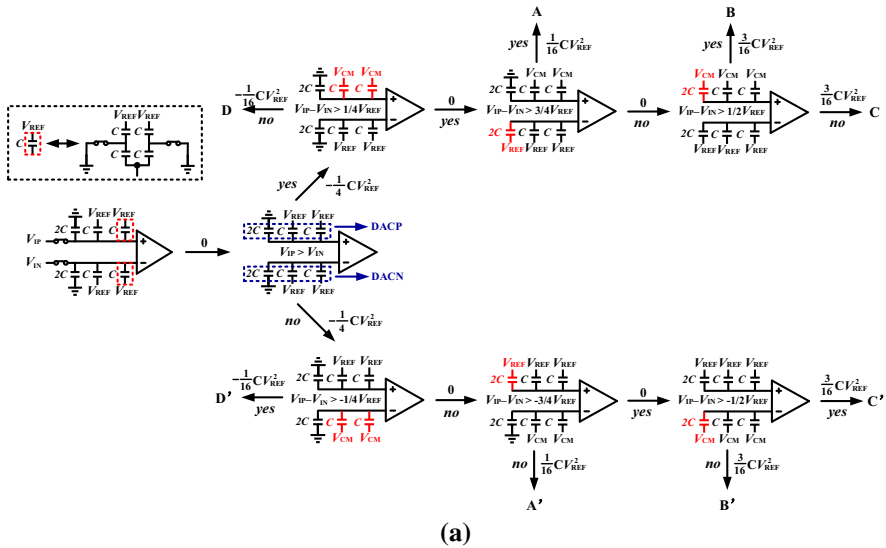 A
B
yes 1/16 CV²REF
yes 3/16 CV²REF
VCM VCM
2C C C
+
−
VIP−VIN > 1/4VREF
2C C C
VREF VREF
D
−1/16 CV²REF
no
0
yes
VREF VREF
2C C C
+
−
VIP−VIN > 3/4VREF
2C C C
VREF VREF VREF
0
no
VCM VREF VREF
2C C C
+
−
VIP−VIN > 1/2VREF
2C C C
VREF VREF VREF
3/16 CV²REF
no
C
VREF
C
VREF VREF
C C
C C
yes −1/4 CV²REF
VREF VREF
2C C C
VIP
VIN
+
−
2C C C
VREF VREF
0
VREF VREF
2C C C
DACP
+
−
VIP > VIN
2C C C
DACN
VREF VREF
no −1/4 CV²REF
VREF VREF
2C C C
+
−
VIP−VIN > -1/4VREF
2C C C
VCM VCM
−1/16 CV²REF
D'
yes
0
no
VREF VREF VREF
2C C C
+
−
VIP−VIN > -3/4VREF
2C C C
VCM VCM
0
yes
VREF VREF VREF
2C C C
+
−
VIP−VIN > -1/2VREF
2C C C
VCM VCM VCM
3/16 CV²REF
yes
C'
no 1/16 CV²REF
no 3/16 CV²REF
A'
B'
(a)